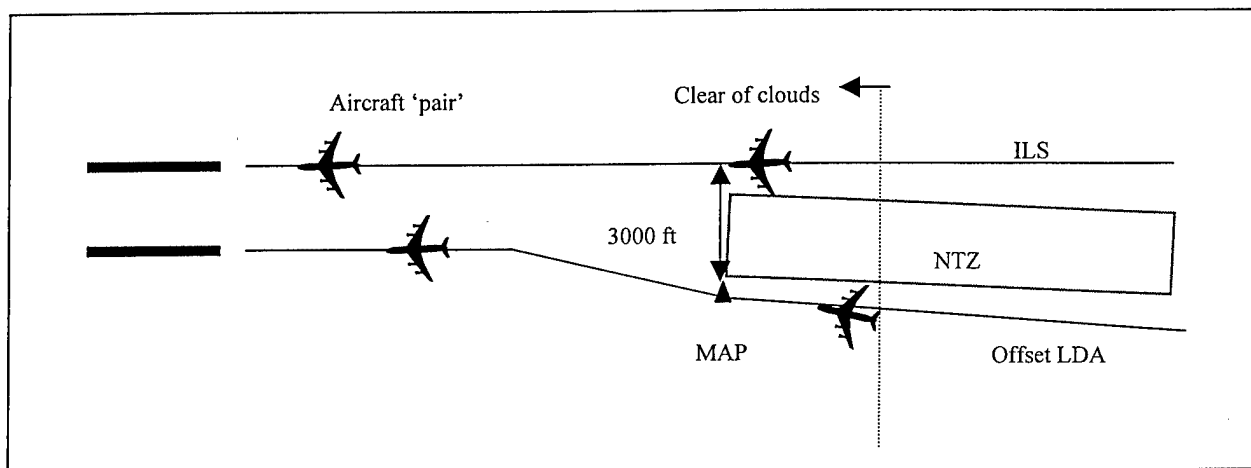 Aircraft ‘pair’
Clear of clouds
ILS
3000 ft
NTZ
MAP
Offset LDA